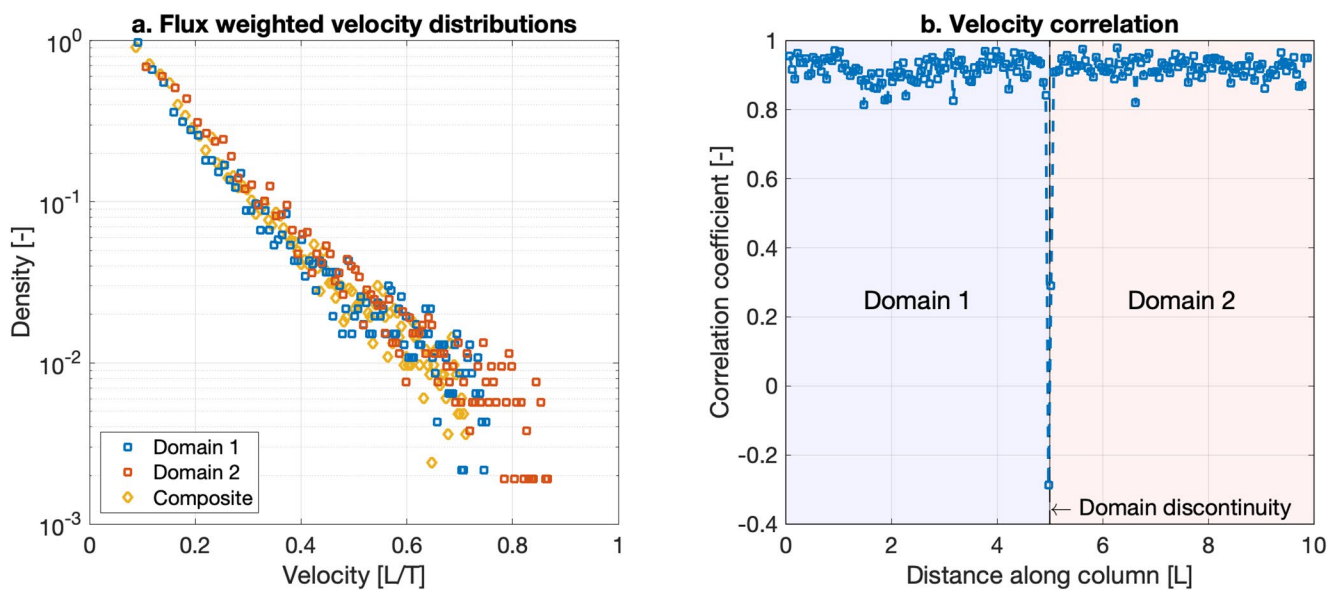 a. Flux weighted velocity distributions
10^0
10^-1
10^-2
10^-3
Density [-]
Domain 1
Domain 2
Composite
0 0.2 0.4 0.6 0.8 1
Velocity [L/T]
b. Velocity correlation
1
0.8
0.6
0.4
0.2
0
-0.2
-0.4
Correlation coefficient [-]
Domain 1
Domain 2
← Domain discontinuity
0 2 4 6 8 10
Distance along column [L]